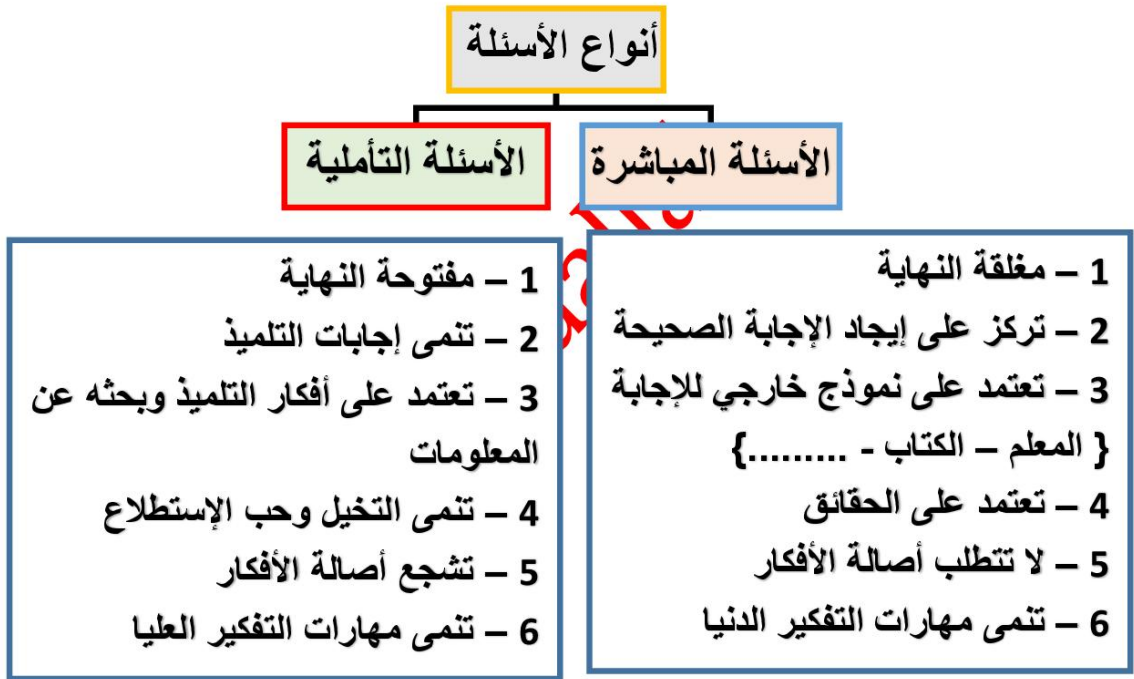 أنواع الأسئلة
الأسئلة المباشرة
1 – مغلقة النهاية
2 – تركز على إيجاد الإجابة الصحيحة
3 – تعتمد على نموذج خارجي للإجابة
{ المعلم – الكتاب - .........}
4 – تعتمد على الحقائق
5 – لا تتطلب أصالة الأفكار
6 – تنمى مهارات التفكير الدنيا
الأسئلة التأملية
1 – مفتوحة النهاية
2 – تنمى إجابات التلميذ
3 – تعتمد على أفكار التلميذ وبحثه عن
المعلومات
4 – تنمى التخيل وحب الإستطلاع
5 – تشجع أصالة الأفكار
6 – تنمى مهارات التفكير العليا